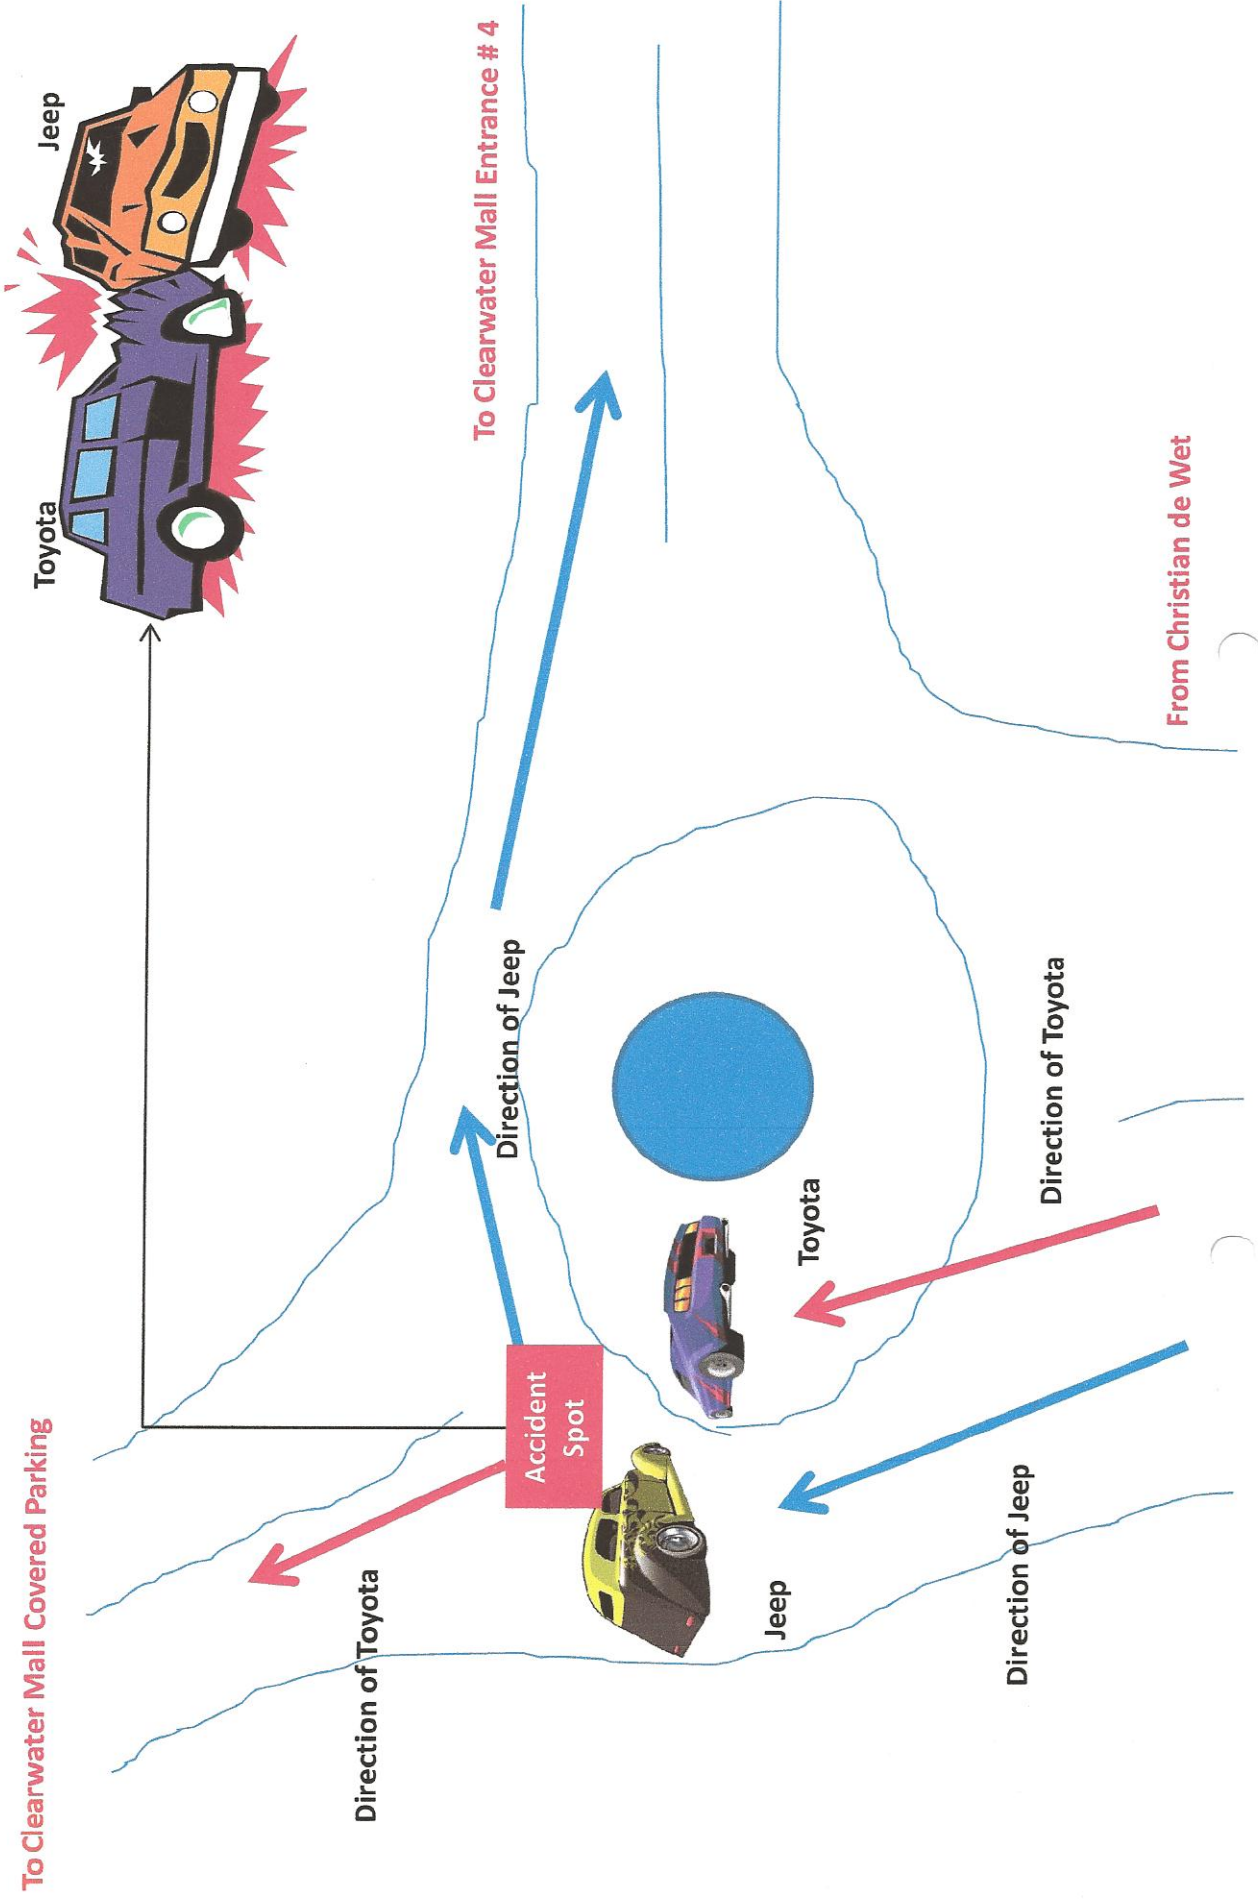 To Clearwater Mall Covered Parking
Direction of Toyota
Accident
Spot
Jeep
Direction of Jeep
Toyota
Direction of Toyota
Direction of Jeep
Toyota
Jeep
To Clearwater Mall Entrance # 4
From Christian de Wet